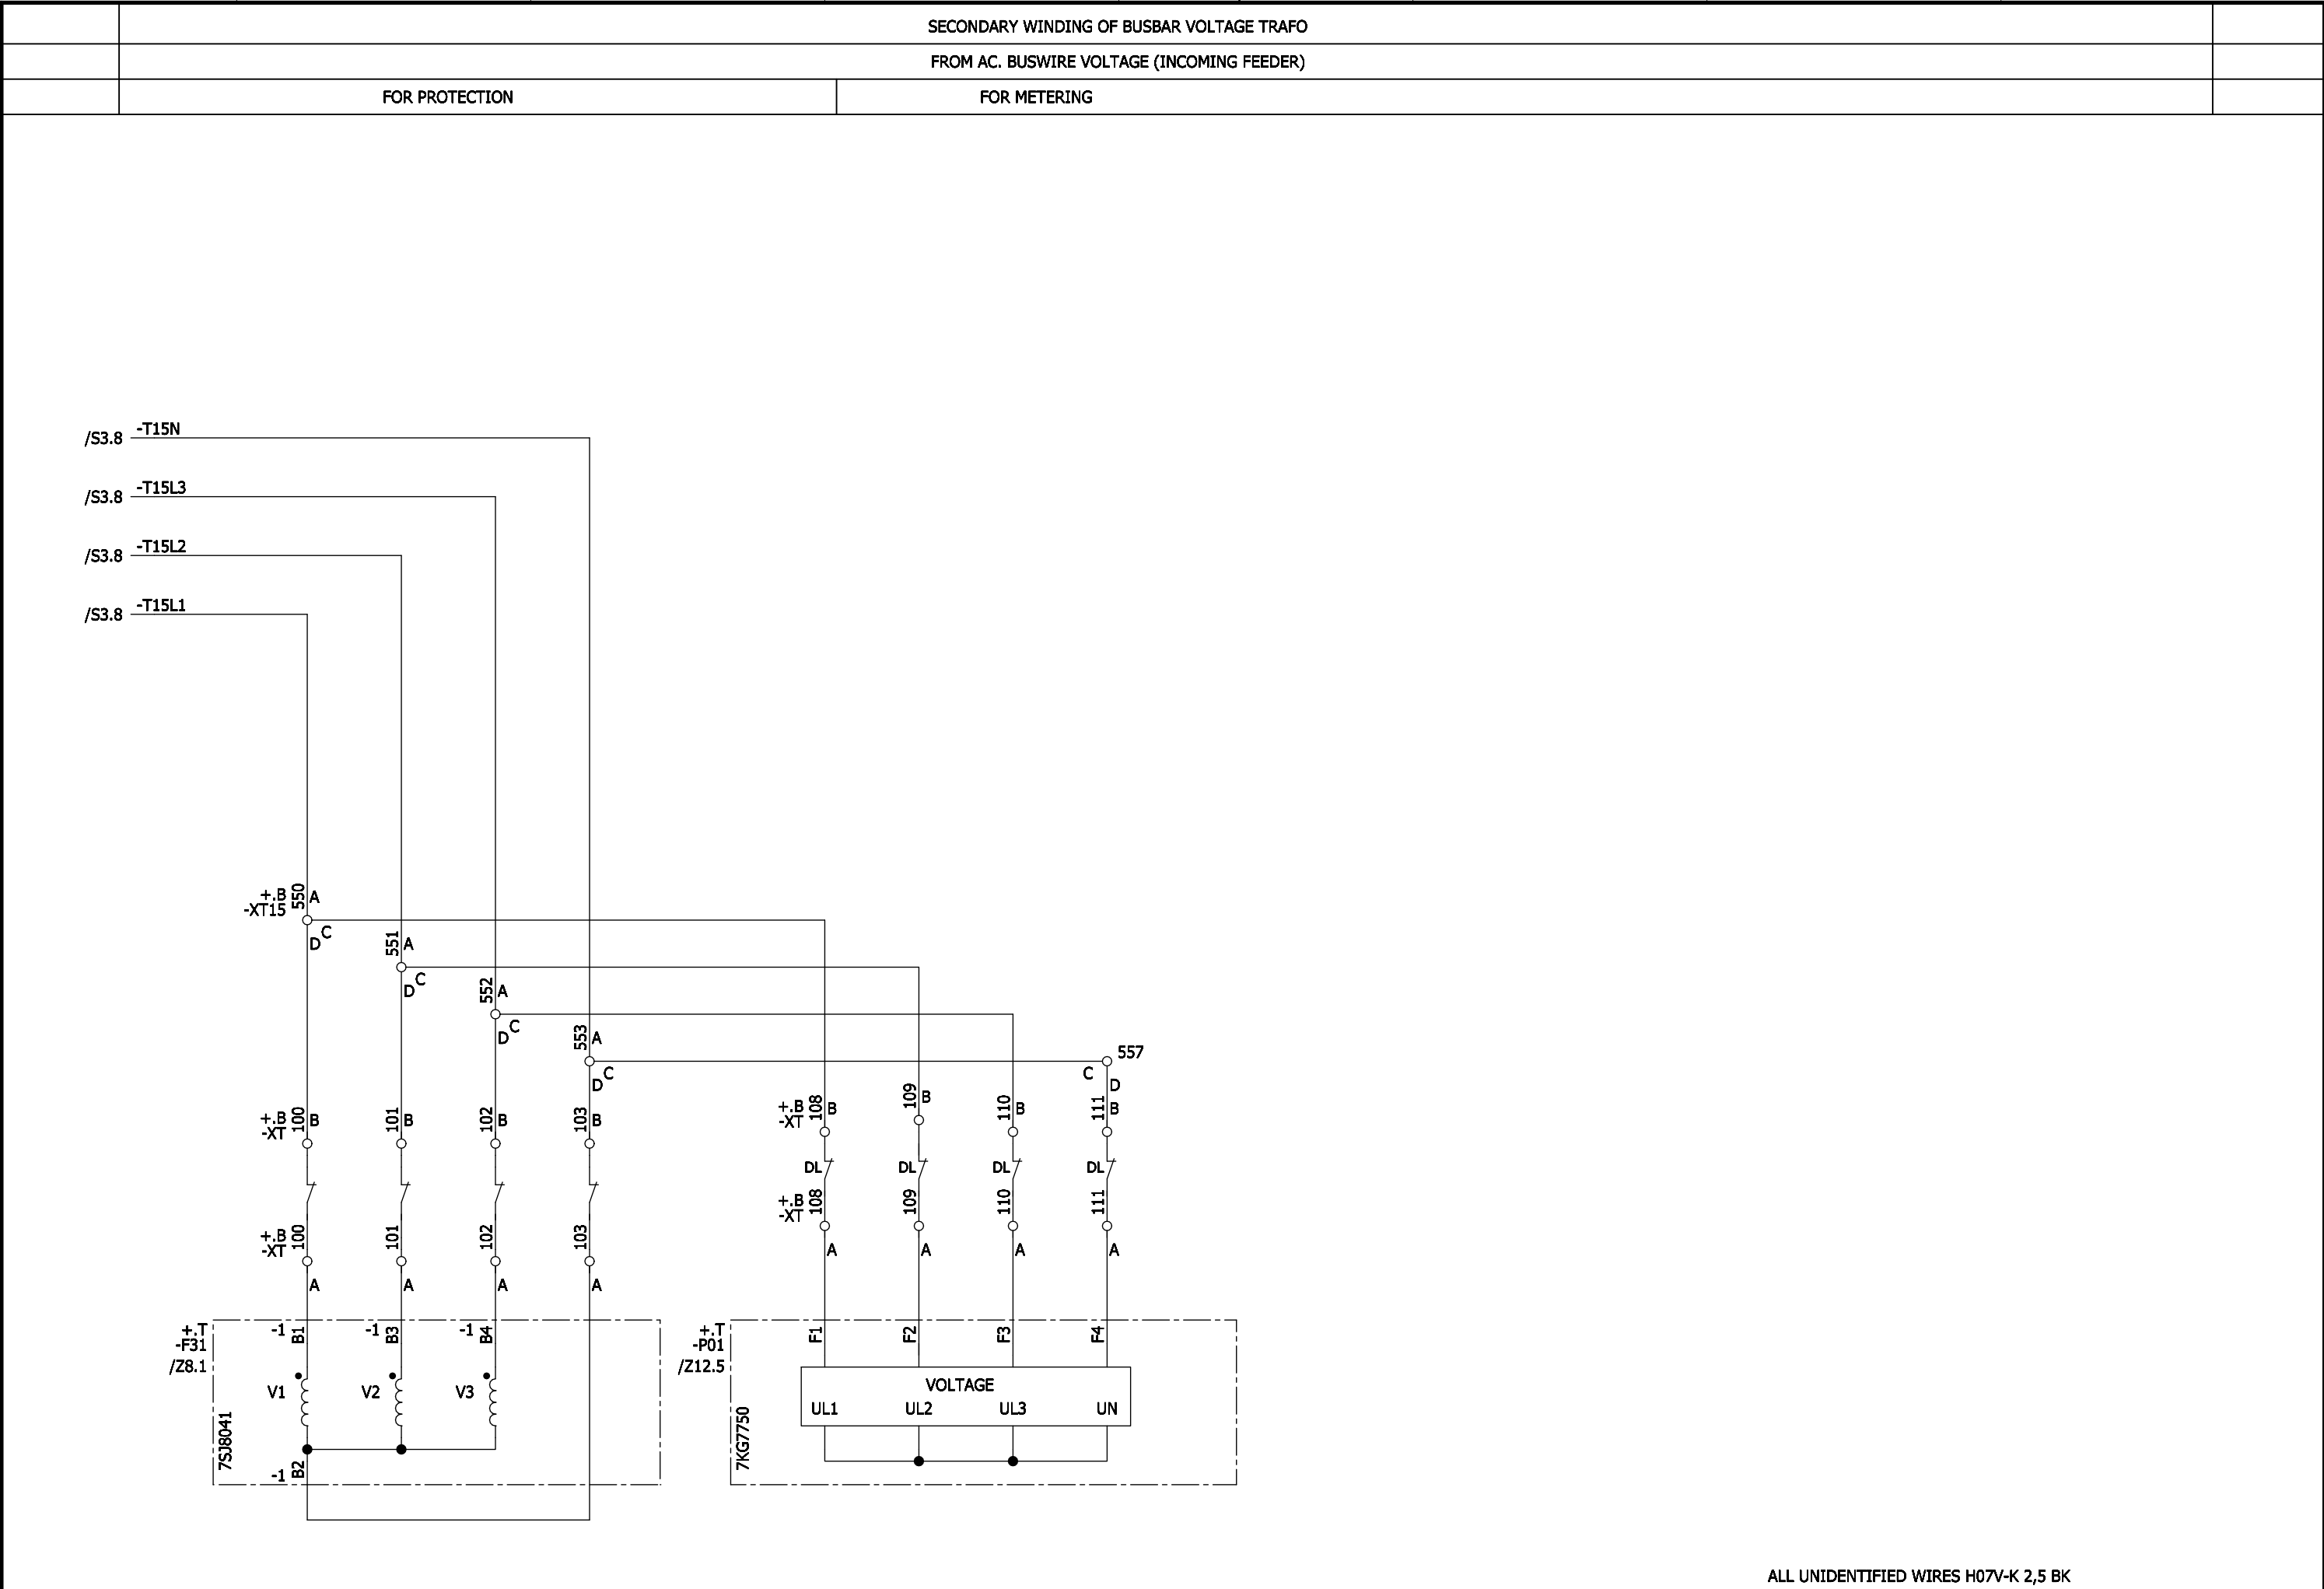 SECONDARY WINDING OF BUSBAR VOLTAGE TRAFO
FROM AC. BUSWIRE VOLTAGE (INCOMING FEEDER)
FOR PROTECTION FOR METERING
/S3.8 -T15N
/S3.8 -T15L3
/S3.8 -T15L2
/S3.8 -T15L1
+.B 550 A
-XT15
D C
551 A
D C
552 A
D C
553 A
D C
557
C D
+.B 100 B 101 B 102 B 103 B
-XT
+.B 108 B 109 B 110 B 111 B
-XT
DL DL DL DL
+.B 108 109 110 111
-XT
A A A A
+.B 100 101 102 103
-XT
A A A A
+.T -1 B1 -1 B3 -1 B4
-F31
/Z8.1
V1 V2 V3
7SJ8041
-1 B2
+.T F1 F2 F3 F4
-P01
/Z12.5
VOLTAGE
UL1 UL2 UL3 UN
7KG7750
ALL UNIDENTIFIED WIRES H07V-K 2,5 BK